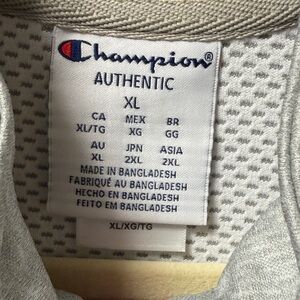 Champion®
AUTHENTIC
XL
CA MEX BR
XL/TG XG GG
AU JPN ASIA
XL 2XL 2XL
MADE IN BANGLADESH
FABRIQUÉ AU BANGLADESH
HECHO EN BANGLADESH
FEITO EM BANGLADESH
XL/XG/TG